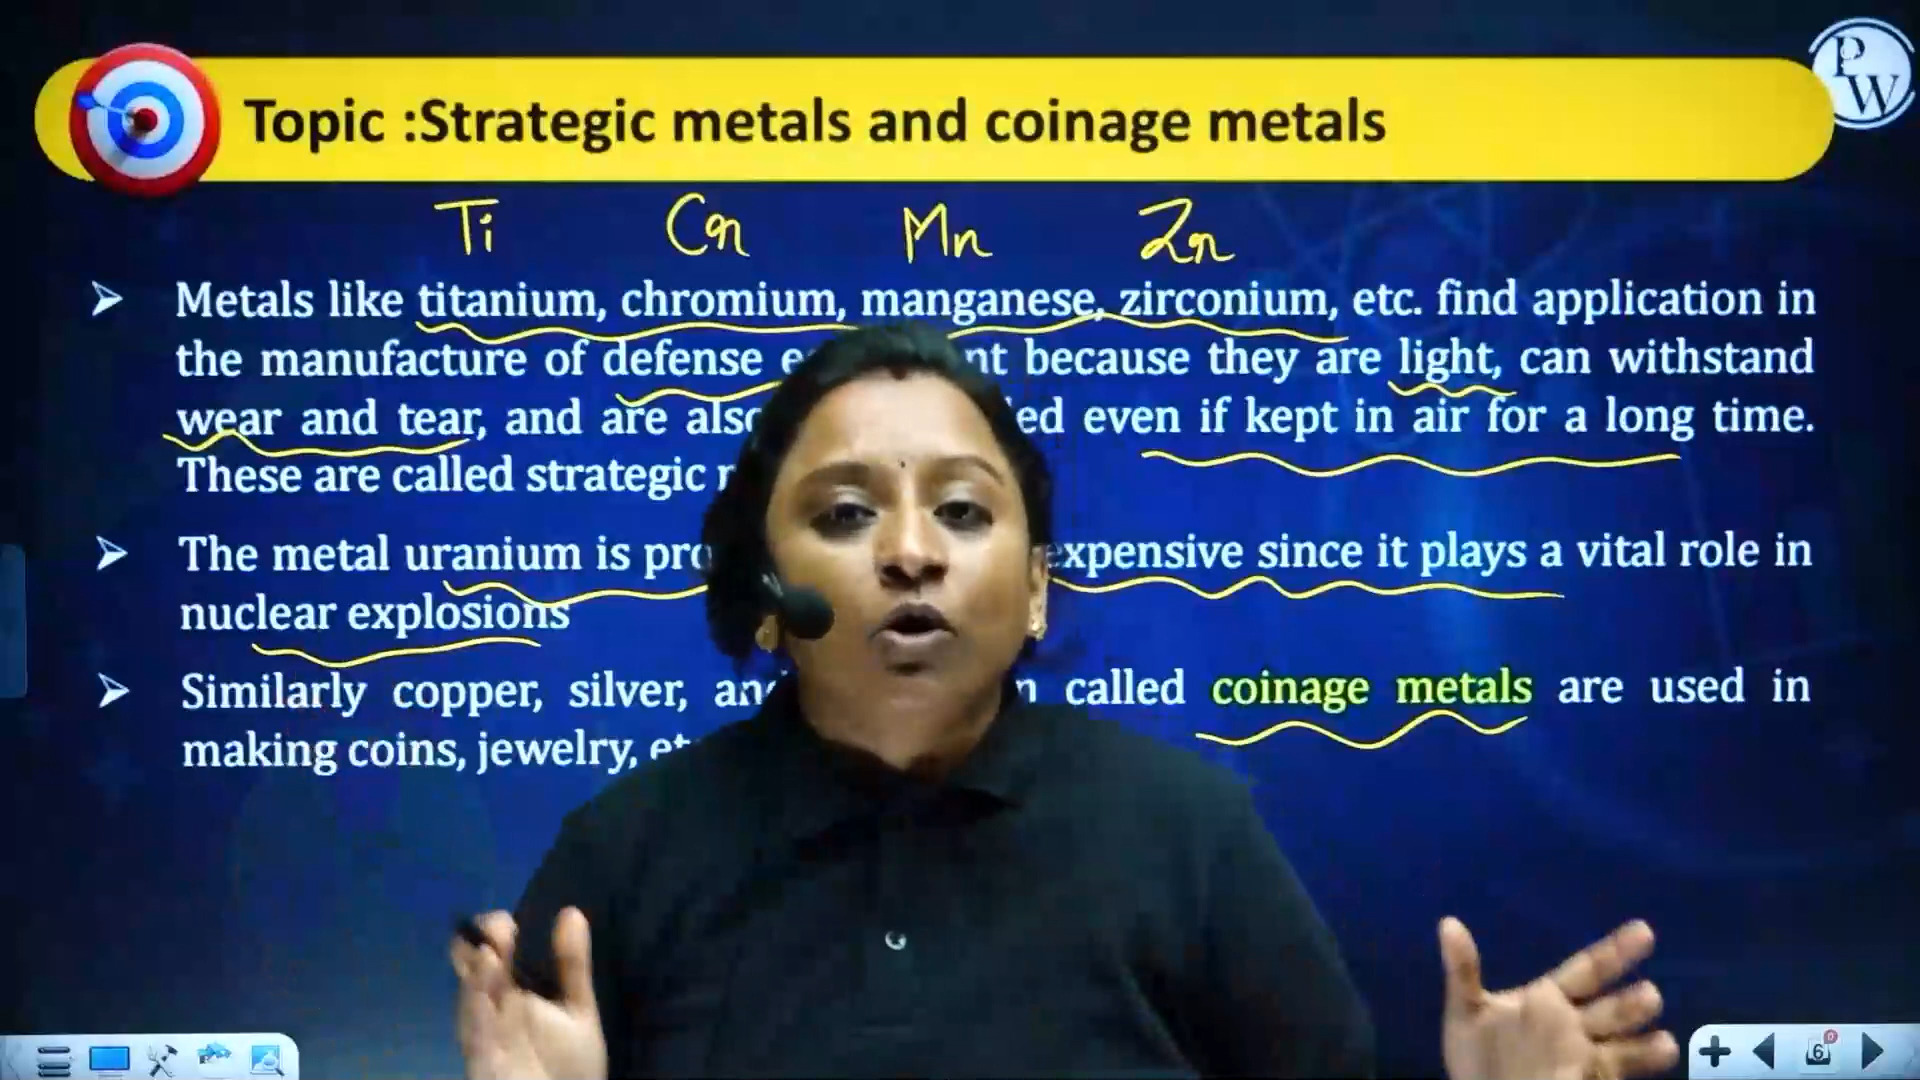 PW
Topic :Strategic metals and coinage metals
Ti Cr Mn Zr
Metals like titanium, chromium, manganese, zirconium, etc. find application in
the manufacture of defense because they are light, can withstand
wear and tear, and are also even if kept in air for a long time.
These are called strategic
The metal uranium is expensive since it plays a vital role in
nuclear explosions
Similarly copper, silver, and called coinage metals are used in
making coins, jewelry,
6